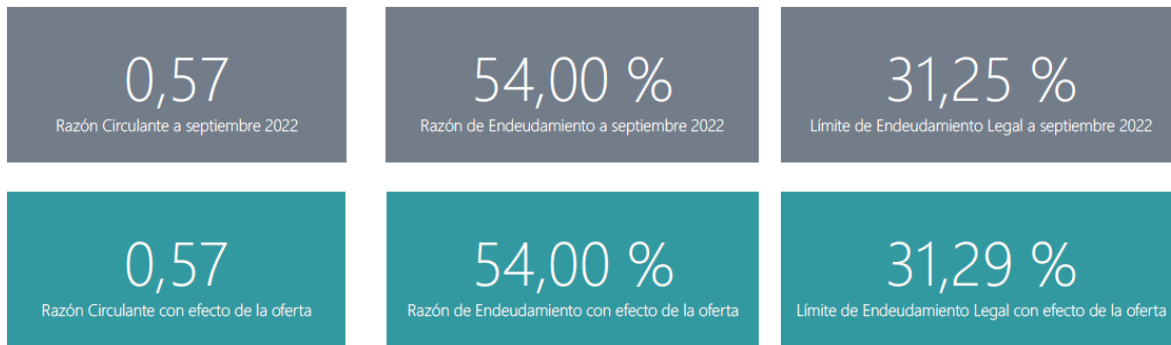 0,57
Razón Circulante a septiembre 2022
54,00 %
Razón de Endeudamiento a septiembre 2022
31,25 %
Límite de Endeudamiento Legal a septiembre 2022
0,57
Razón Circulante con efecto de la oferta
54,00 %
Razón de Endeudamiento con efecto de la oferta
31,29 %
Límite de Endeudamiento Legal con efecto de la oferta